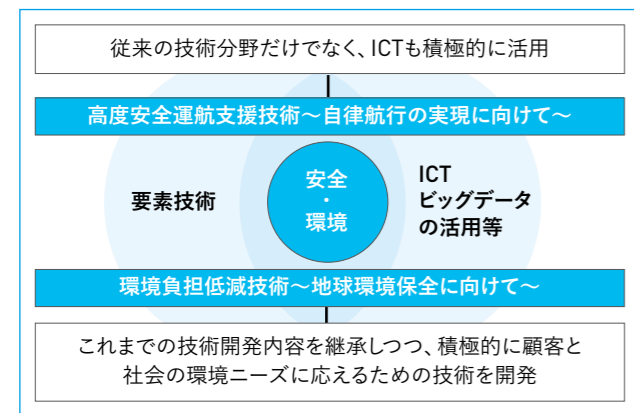 従来の技術分野だけでなく、ICTも積極的に活用
高度安全運航支援技術〜自律航行の実現に向けて〜
要素技術
安全
・
環境
ICT
ビッグデータ
の活用等
環境負担低減技術〜地球環境保全に向けて〜
これまでの技術開発内容を継承しつつ、積極的に顧客と
社会の環境ニーズに応えるための技術を開発